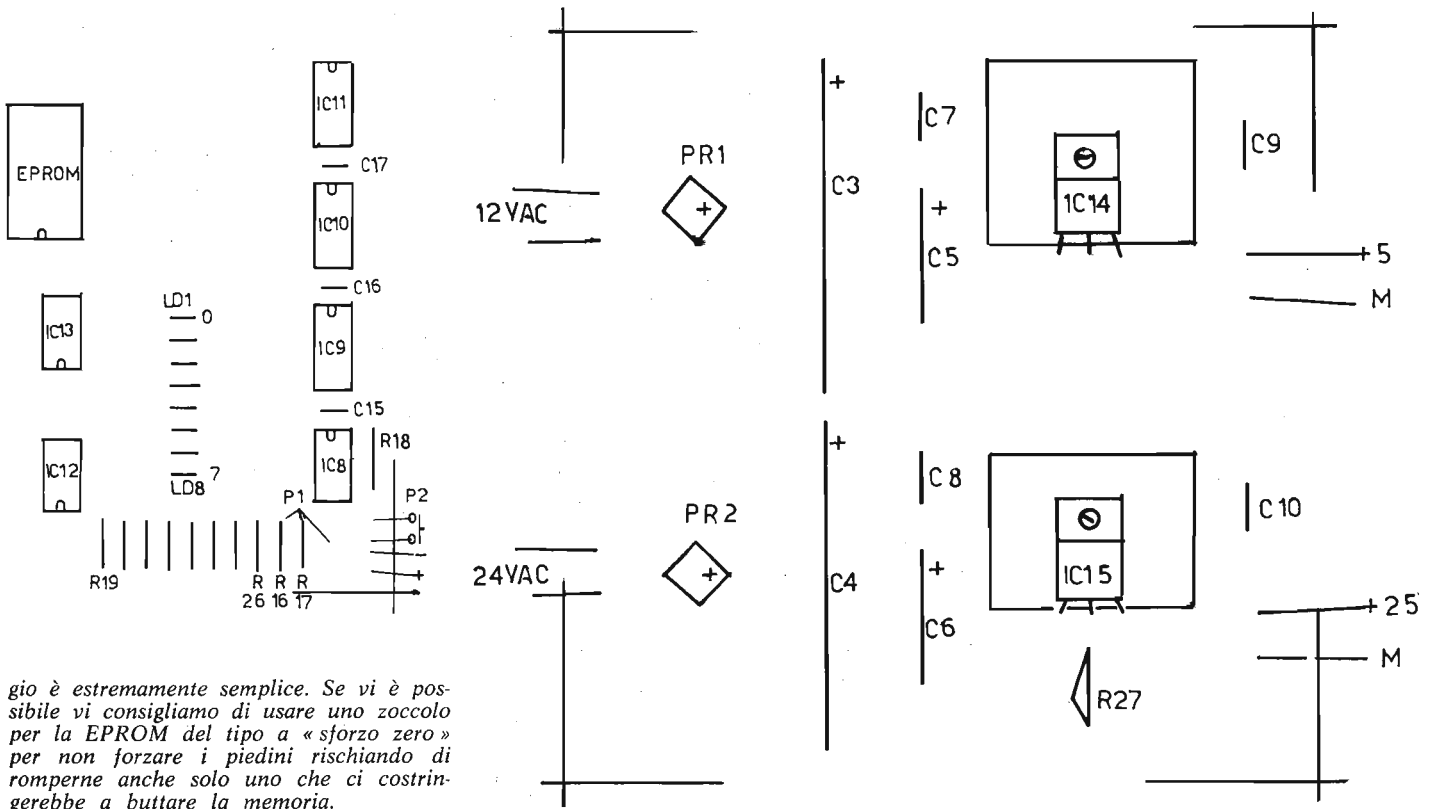 EPROM
IC11
C17
IC10
C16
IC9
C15
IC8
R18
IC13
IC12
LD1
0
7
LD8
P1
P2
+
R19
R
26
R
16
R
17
12VAC
PR1
+
+
C3
C7
+
C5
1C14
C9
+5
M
24VAC
PR2
+
+
C4
C8
+
C6
IC15
R27
C10
+25
M
gio è estremamente semplice. Se vi è pos-
sibile vi consigliamo di usare uno zoccolo
per la EPROM del tipo a « sforzo zero »
per non forzare i piedini rischiando di
romperne anche solo uno che ci costrin-
gerebbe a buttare la memoria.